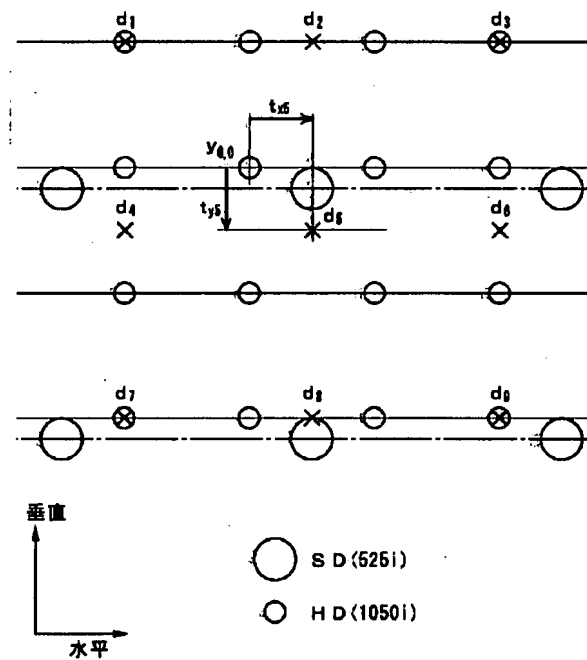 d₁ d₂ d₃
tx5
y₀,₀
ty5
d₄ d₅ d₆
d₇ d₈ d₉
垂直
水平
SD(525i)
HD(1050i)